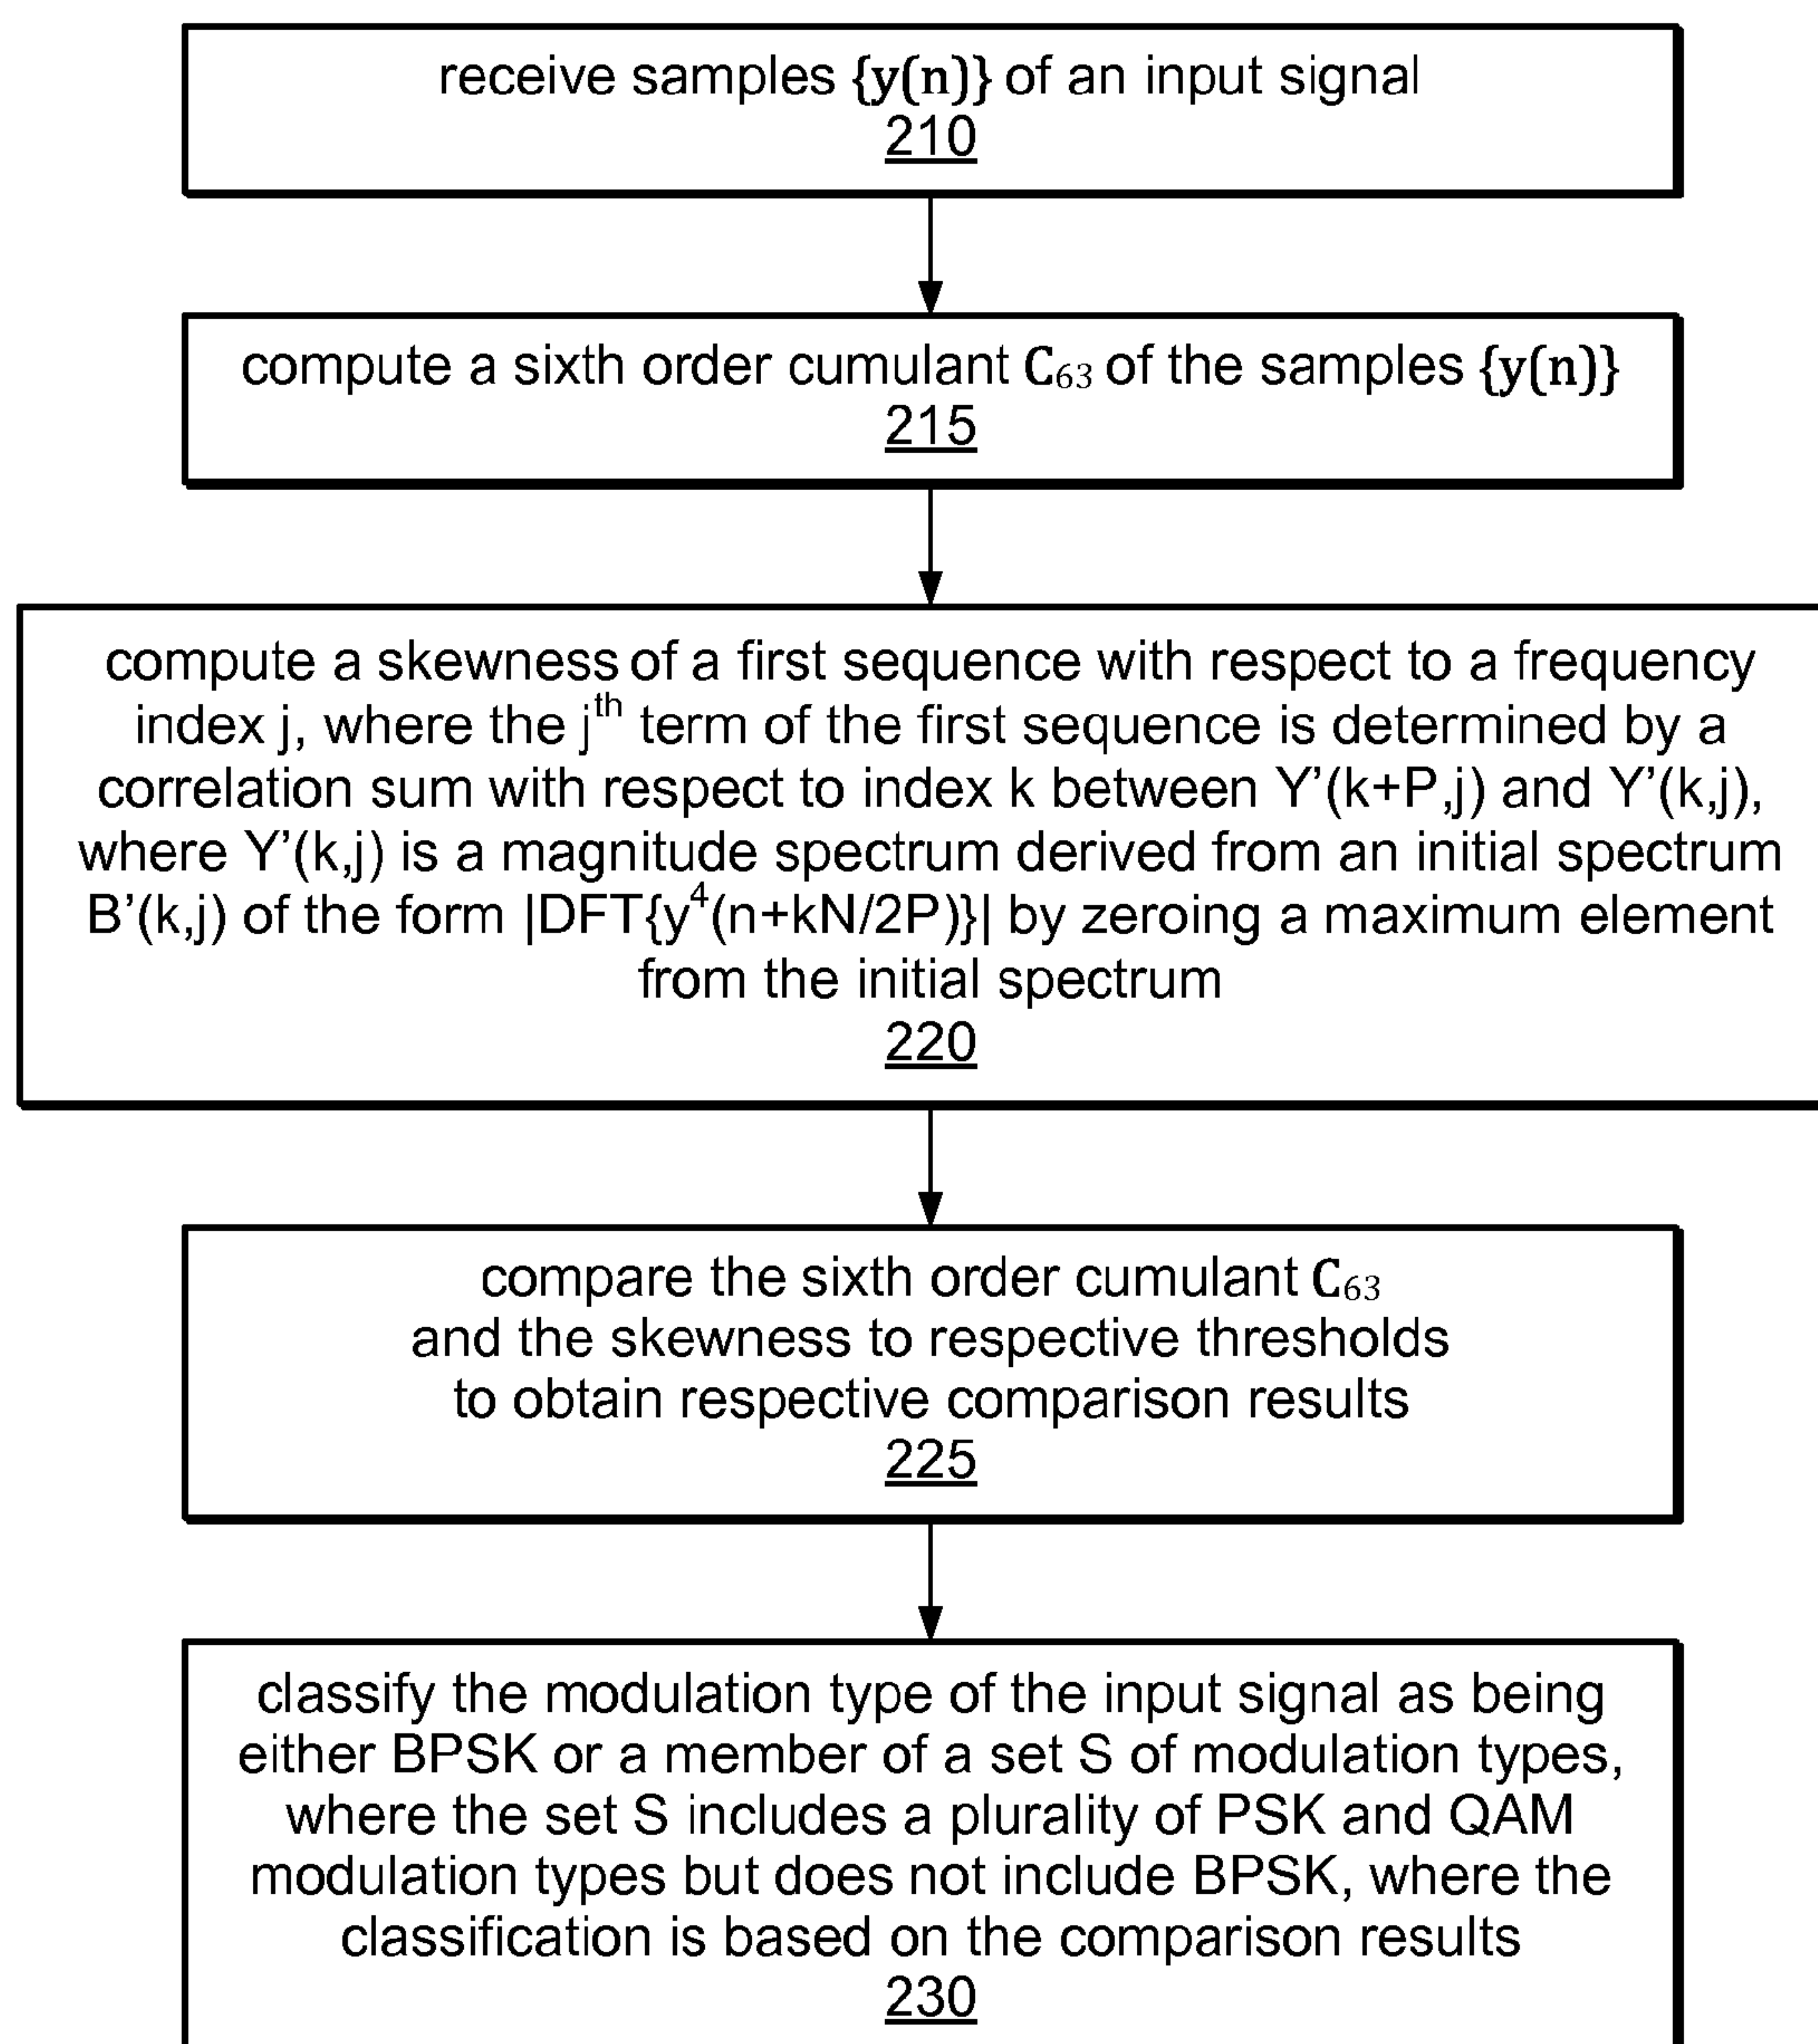 receive samples {y(n)} of an input signal
210
compute a sixth order cumulant C₆₃ of the samples {y(n)}
215
compute a skewness of a first sequence with respect to a frequency
index j, where the jᵗʰ term of the first sequence is determined by a
correlation sum with respect to index k between Y’(k+P,j) and Y’(k,j),
where Y’(k,j) is a magnitude spectrum derived from an initial spectrum
B’(k,j) of the form |DFT{y⁴(n+kN/2P)}| by zeroing a maximum element
from the initial spectrum
220
compare the sixth order cumulant C₆₃
and the skewness to respective thresholds
to obtain respective comparison results
225
classify the modulation type of the input signal as being
either BPSK or a member of a set S of modulation types,
where the set S includes a plurality of PSK and QAM
modulation types but does not include BPSK, where the
classification is based on the comparison results
230